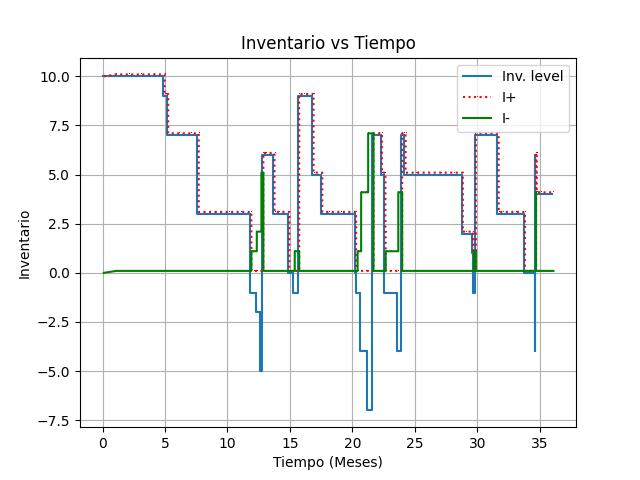 Inventario vs Tiempo
Inv. level
I+
I-
10.0
7.5
5.0
2.5
0.0
−2.5
−5.0
−7.5
Inventario
0 5 10 15 20 25 30 35
Tiempo (Meses)